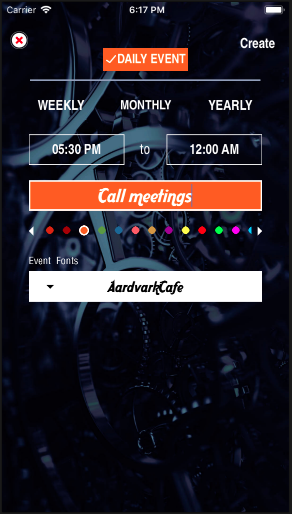 Carrier 6:17 PM
Create
DAILY EVENT
WEEKLY MONTHLY YEARLY
05:30 PM to 12:00 AM
Call meetings
Event Fonts
AardvarkCafe